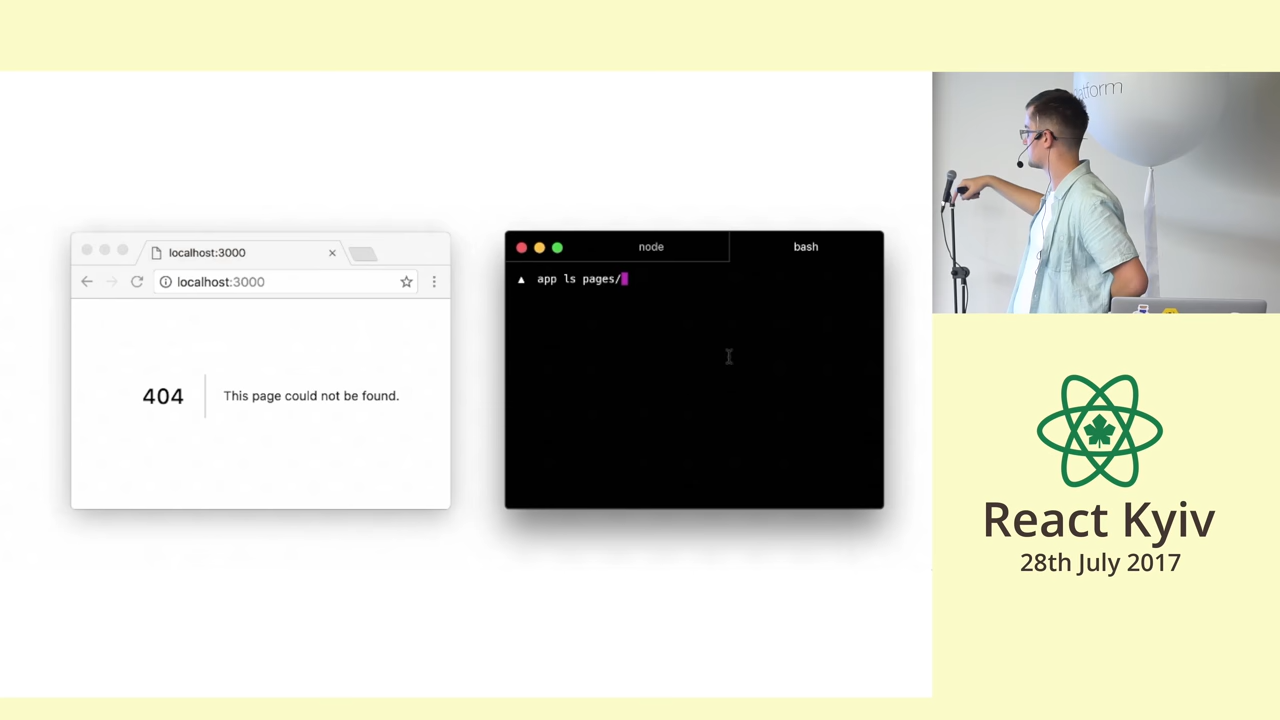 localhost:3000
localhost:3000
404
This page could not be found.
node
bash
▲ app ls pages/
React Kyiv
28th July 2017